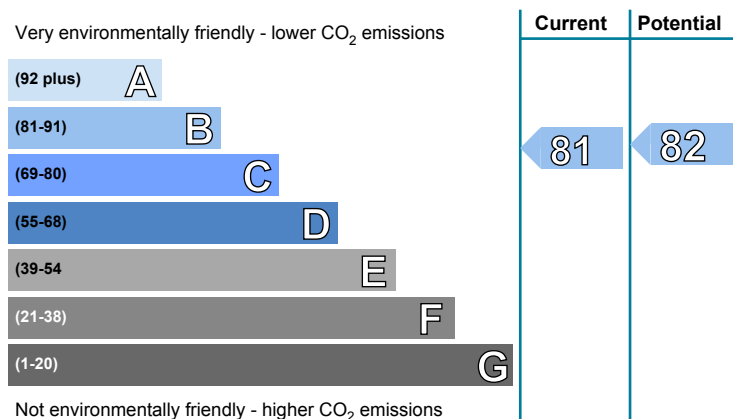 Current Potential
Very environmentally friendly - lower CO2 emissions
(92 plus) A
(81-91) B
81 82
(69-80) C
(55-68) D
(39-54 E
(21-38) F
(1-20) G
Not environmentally friendly - higher CO2 emissions